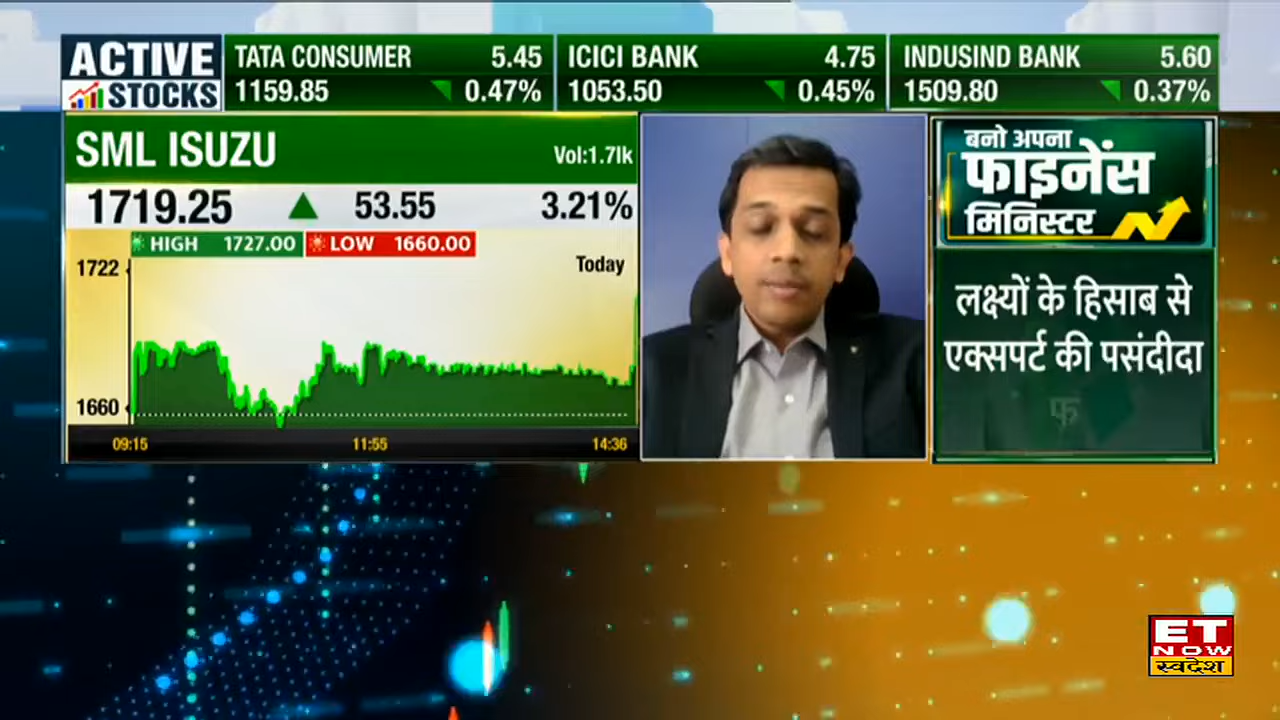 ACTIVE
STOCKS
TATA CONSUMER 5.45
1159.85 0.47%
ICICI BANK 4.75
1053.50 0.45%
INDUSIND BANK 5.60
1509.80 0.37%
SML ISUZU Vol:1.7lk
1719.25 53.55 3.21%
HIGH 1727.00 LOW 1660.00
Today
1722
1660
09:15 11:55 14:36
बनो अपना
फाइनेंस
मिनिस्टर
लक्ष्यों के हिसाब से
एक्सपर्ट की पसंदीदा
फ
ET
NOW
स्वदेश